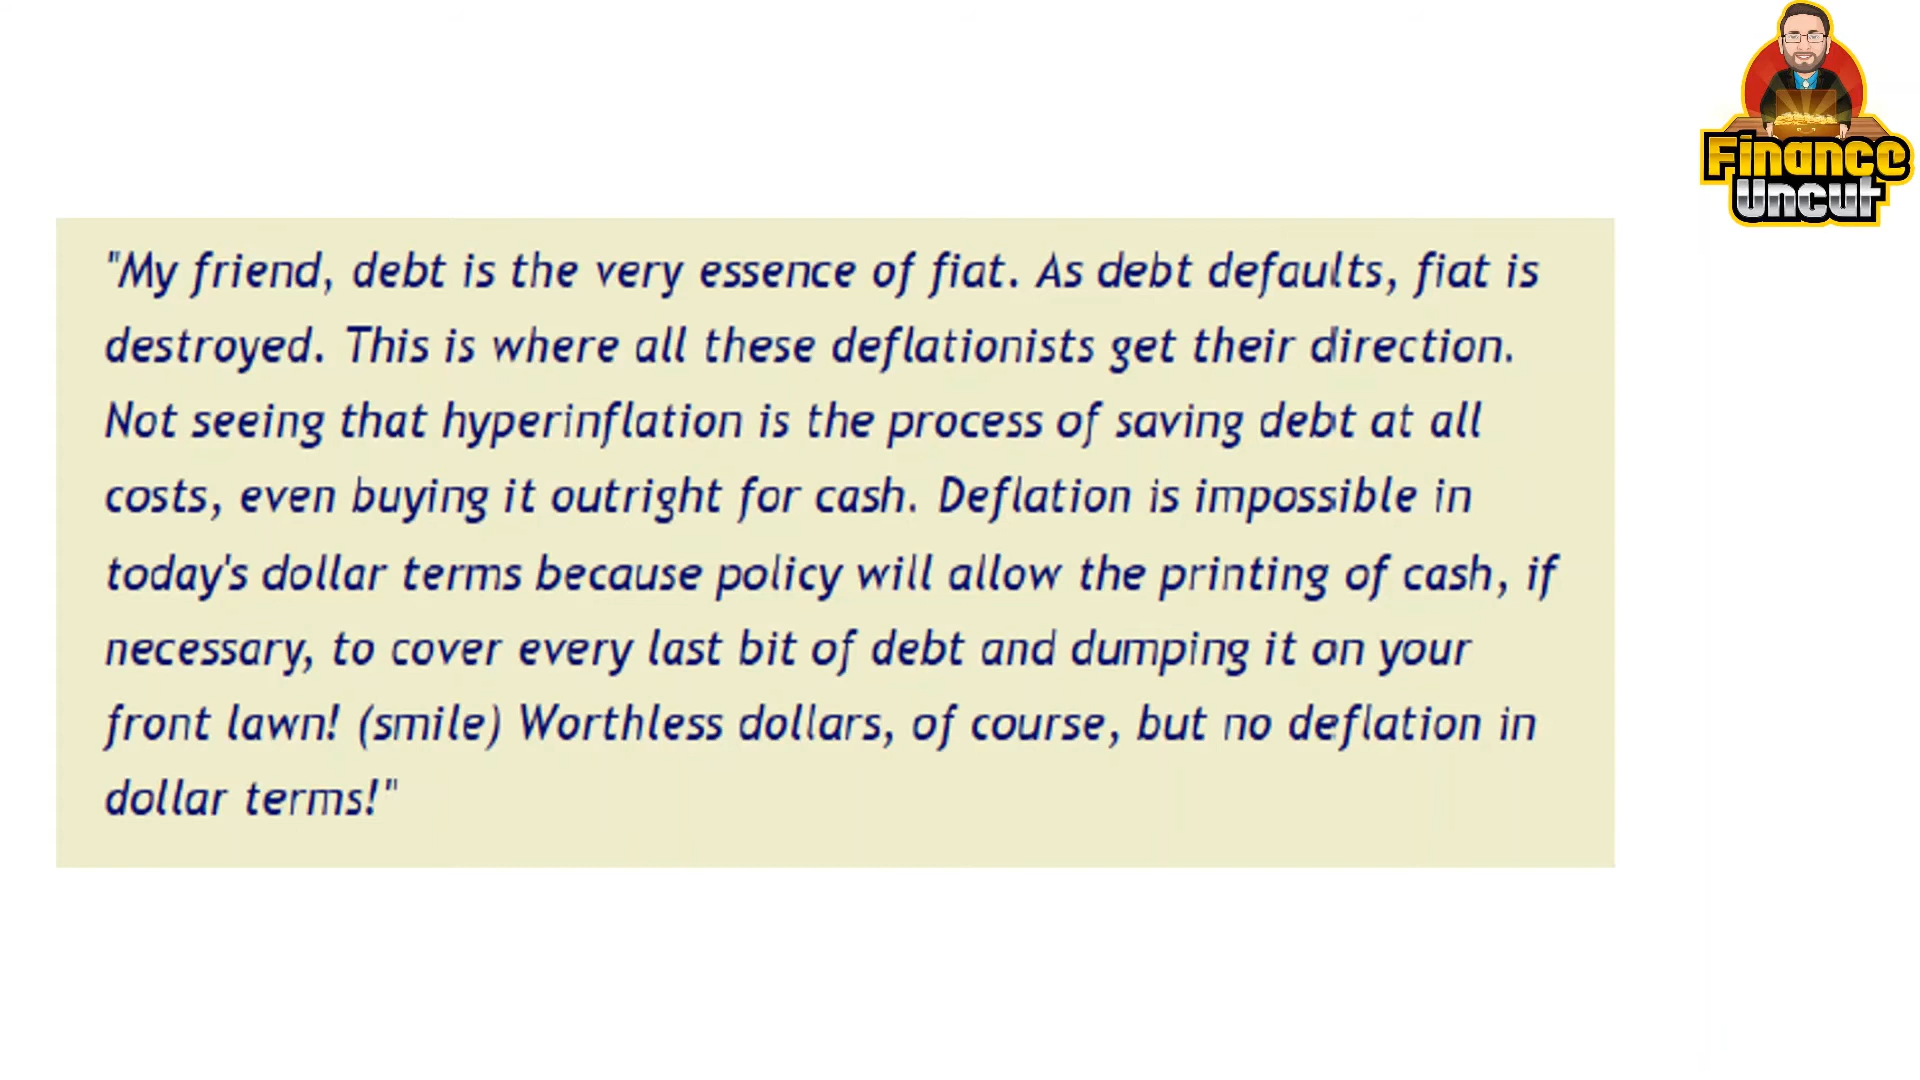 Finance
Uncut
"My friend, debt is the very essence of fiat. As debt defaults, fiat is
destroyed. This is where all these deflationists get their direction.
Not seeing that hyperinflation is the process of saving debt at all
costs, even buying it outright for cash. Deflation is impossible in
today's dollar terms because policy will allow the printing of cash, if
necessary, to cover every last bit of debt and dumping it on your
front lawn! (smile) Worthless dollars, of course, but no deflation in
dollar terms!"